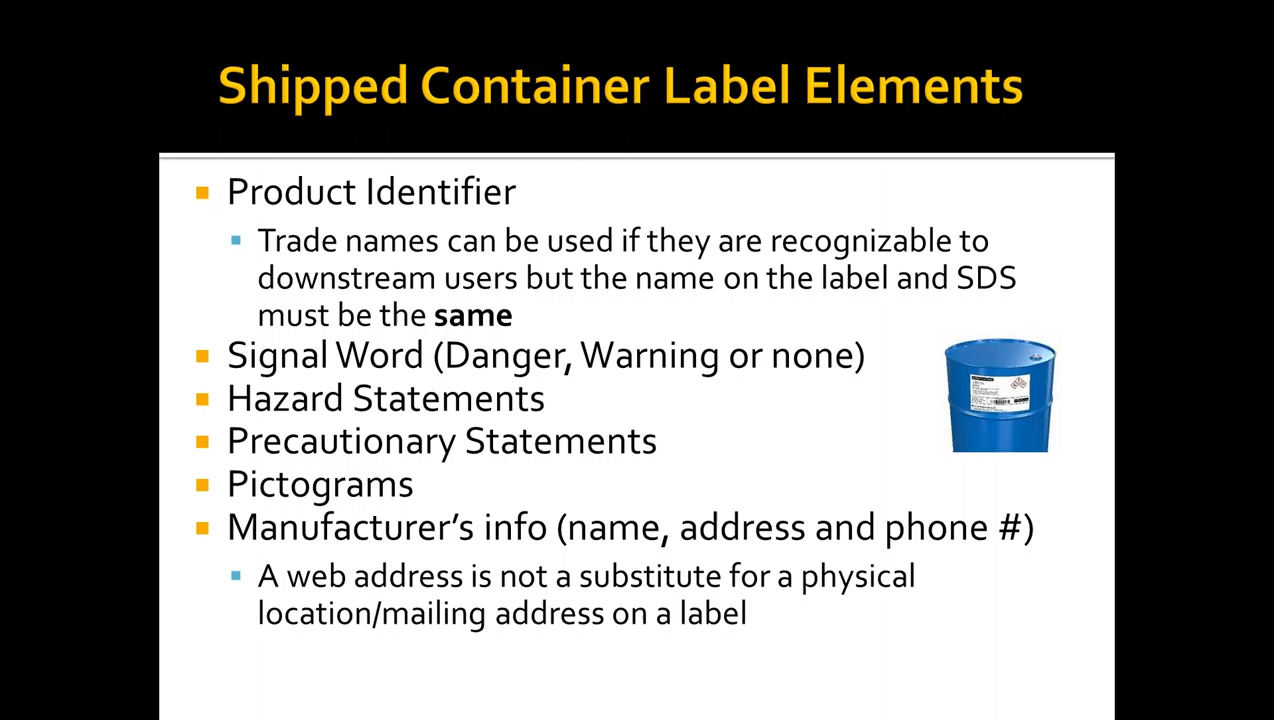 Shipped Container Label Elements
Product Identifier
Trade names can be used if they are recognizable to
downstream users but the name on the label and SDS
must be the same
Signal Word (Danger, Warning or none)
Hazard Statements
Precautionary Statements
Pictograms
Manufacturer's info (name, address and phone #)
A web address is not a substitute for a physical
location/mailing address on a label